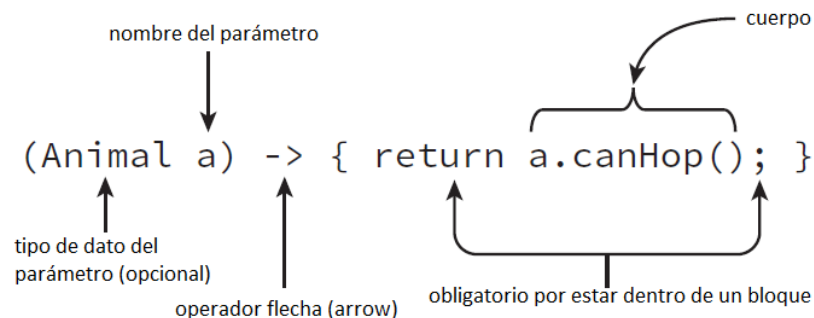 cuerpo
nombre del parámetro
(Animal a) -> { return a.canHop(); }
tipo de dato del
parámetro (opcional)
operador flecha (arrow)
obligatorio por estar dentro de un bloque